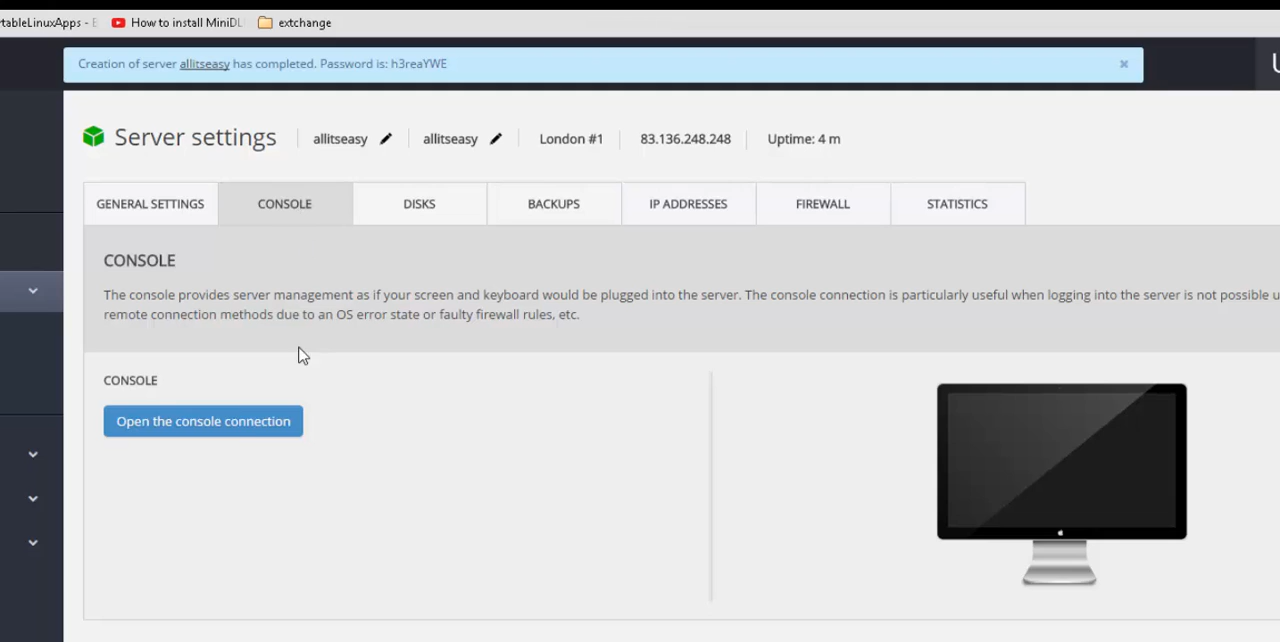 rtableLinuxApps - E
How to install MiniDL
extchange
Creation of server allitseasy has completed. Password is: h3reaYWE
×
Server settings
allitseasy
allitseasy
London #1
83.136.248.248
Uptime: 4 m
GENERAL SETTINGS
CONSOLE
DISKS
BACKUPS
IP ADDRESSES
FIREWALL
STATISTICS
CONSOLE
The console provides server management as if your screen and keyboard would be plugged into the server. The console connection is particularly useful when logging into the server is not possible u
remote connection methods due to an OS error state or faulty firewall rules, etc.
CONSOLE
Open the console connection